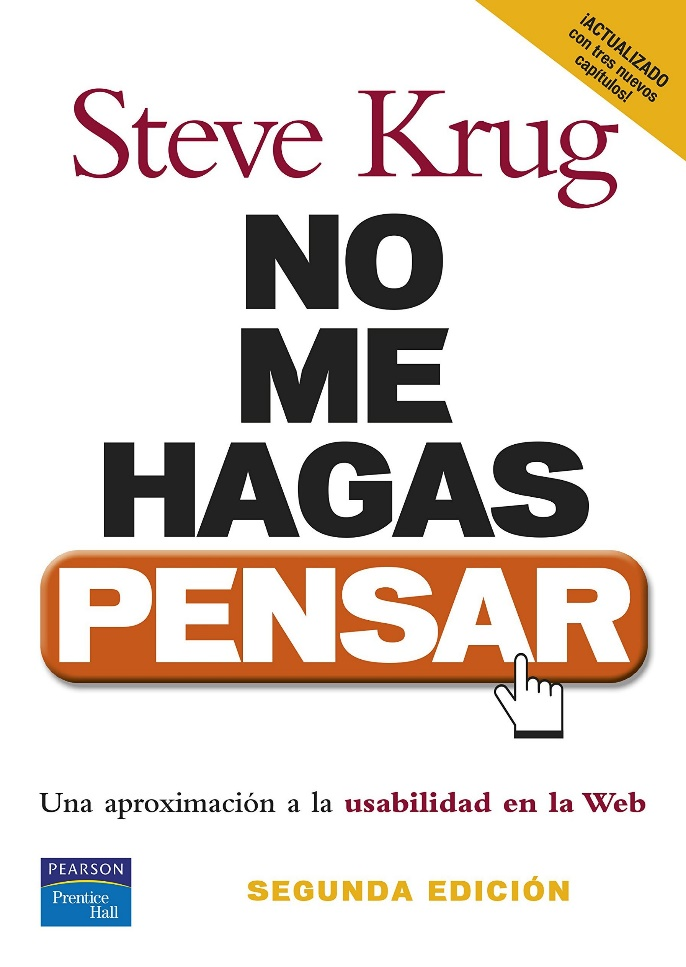 ¡ACTUALIZADO
con tres nuevos
capítulos!
Steve Krug
NO
ME
HAGAS
PENSAR
Una aproximación a la usabilidad en la Web
PEARSON
Prentice
Hall
SEGUNDA EDICIÓN